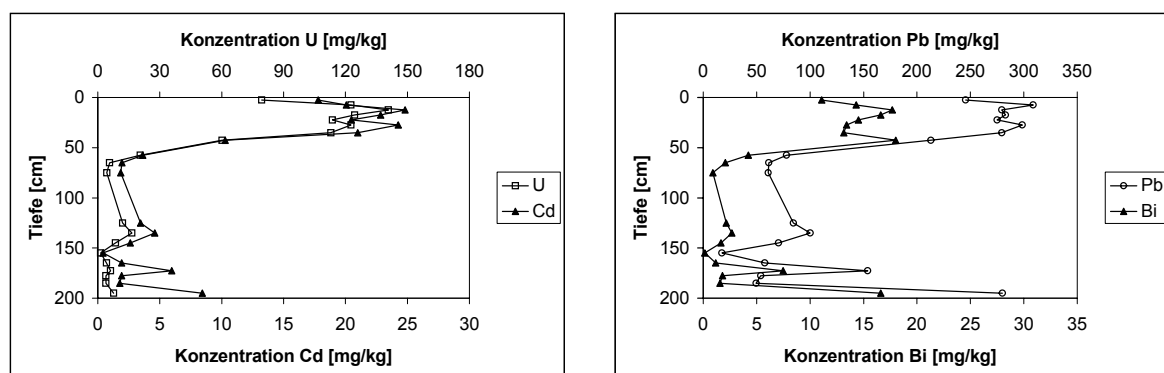 Konzentration U [mg/kg]
0 30 60 90 120 150 180
Tiefe [cm]
0
50
100
150
200
U
Cd
0 5 10 15 20 25 30
Konzentration Cd [mg/kg]
Konzentration Pb [mg/kg]
0 50 100 150 200 250 300 350
Tiefe [cm]
0
50
100
150
200
Pb
Bi
0 5 10 15 20 25 30 35
Konzentration Bi [mg/kg]